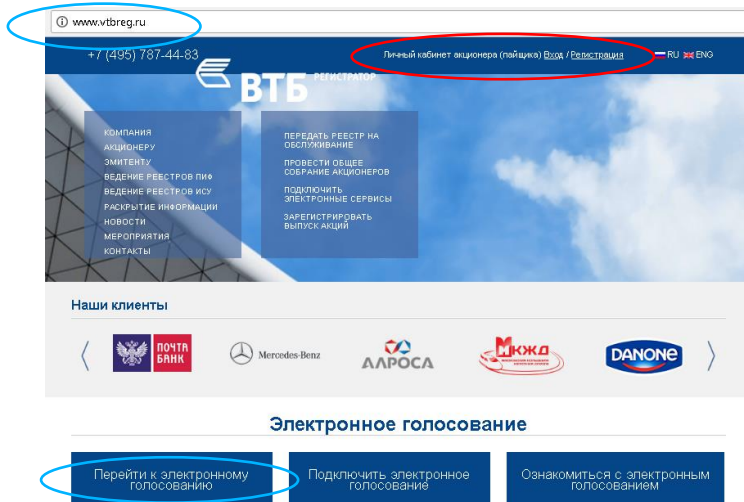 www.vtbreg.ru
+7 (495) 787-44-83
Личный кабинет акционера (пайщика) Вход / Регистрация
RU ENG
ВТБ РЕГИСТРАТОР
КОМПАНИЯ
АКЦИОНЕРУ
ЭМИТЕНТУ
ВЕДЕНИЕ РЕЕСТРОВ ПИФ
ВЕДЕНИЕ РЕЕСТРОВ ИСУ
РАСКРЫТИЕ ИНФОРМАЦИИ
НОВОСТИ
МЕРОПРИЯТИЯ
КОНТАКТЫ
ПЕРЕДАТЬ РЕЕСТР НА
ОБСЛУЖИВАНИЕ
ПРОВЕСТИ ОБЩЕЕ
СОБРАНИЕ АКЦИОНЕРОВ
ПОДКЛЮЧИТЬ
ЭЛЕКТРОННЫЕ СЕРВИСЫ
ЗАРЕГИСТРИРОВАТЬ
ВЫПУСК АКЦИЙ
Наши клиенты
ПОЧТА
БАНК
Mercedes-Benz
АЛРОСА
МКЖД
DANONE
Электронное голосование
Перейти к электронному
голосованию
Подключить электронное
голосование
Ознакомиться с электронным
голосованием